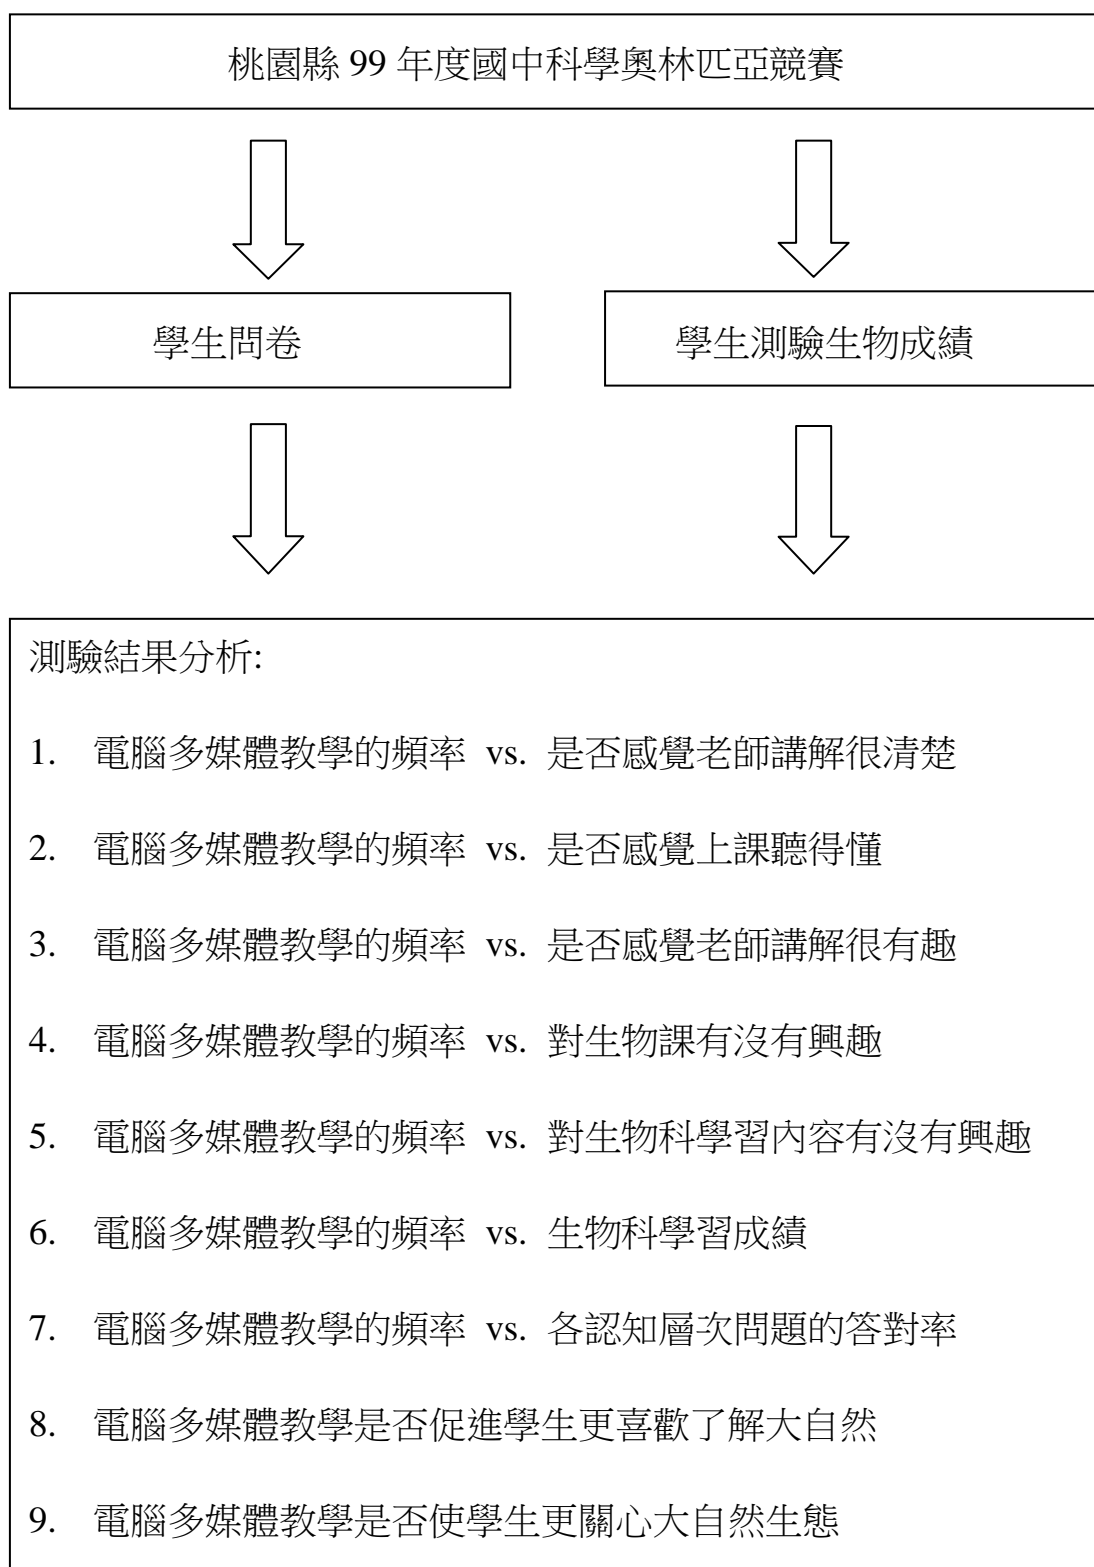 桃園縣 99 年度國中科學奧林匹亞競賽
學生問卷
學生測驗生物成績
測驗結果分析:
1. 電腦多媒體教學的頻率 vs. 是否感覺老師講解很清楚
2. 電腦多媒體教學的頻率 vs. 是否感覺上課聽得懂
3. 電腦多媒體教學的頻率 vs. 是否感覺老師講解很有趣
4. 電腦多媒體教學的頻率 vs. 對生物課有沒有興趣
5. 電腦多媒體教學的頻率 vs. 對生物科學習內容有沒有興趣
6. 電腦多媒體教學的頻率 vs. 生物科學習成績
7. 電腦多媒體教學的頻率 vs. 各認知層次問題的答對率
8. 電腦多媒體教學是否促進學生更喜歡了解大自然
9. 電腦多媒體教學是否使學生更關心大自然生態